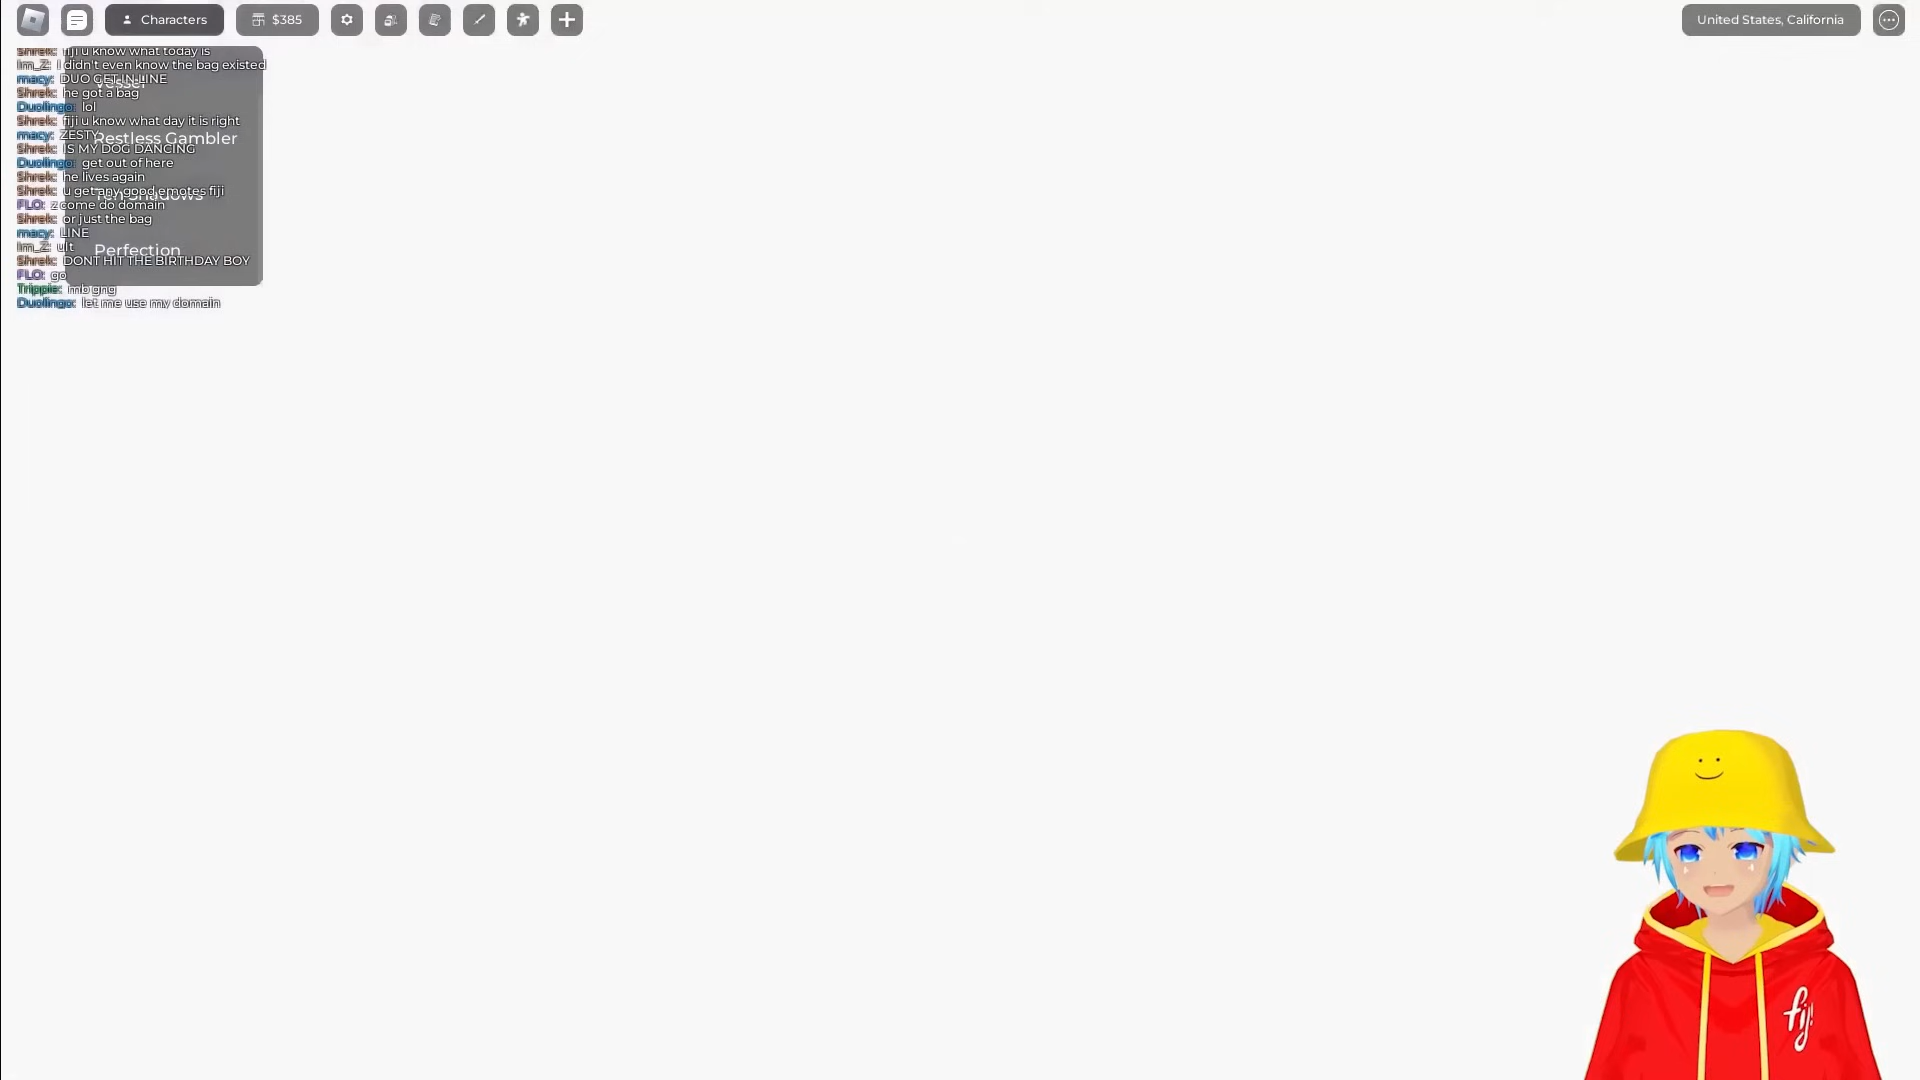 Characters
$385
United States, California
Shrek: fiji u know what today is
Im_Z: I didn't even know the bag existed
macy: DUO GET IN LINE
Vessel
Shrek: he got a bag
Duolingo: lol
Shrek: fiji u know what day it is right
macy: ZESTY
Restless Gambler
Shrek: IS MY DOG DANCING
Duolingo: get out of here
Shrek: he lives again
Shrek: u get any good emotes fiji
Ten Shadows
FLO: z come do domain
Shrek: or just the bag
macy: LINE
Im_Z: ult
Perfection
Shrek: DONT HIT THE BIRTHDAY BOY
FLO: go
Trippie: mb gng
Duolingo: let me use my domain
fiji